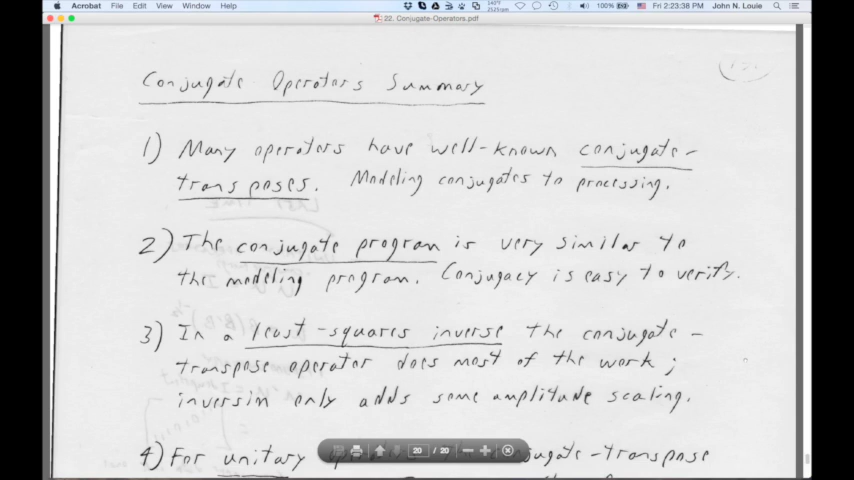 Acrobat File Edit View Window Help 100% Fri 2:23:38 PM John N. Louie
22. Conjugate-Operators.pdf
Conjugate Operators Summary
1) Many operators have well-known conjugate-
transposes. Modeling conjugates to processing.
2) The conjugate program is very similar to
the modeling program. Conjugacy is easy to verify.
3) In a least-squares inverse the conjugate-
transpose operator does most of the work;
inversin only adds some amplitude scaling.
4) For unitary
20 / 20
jugate-transpose